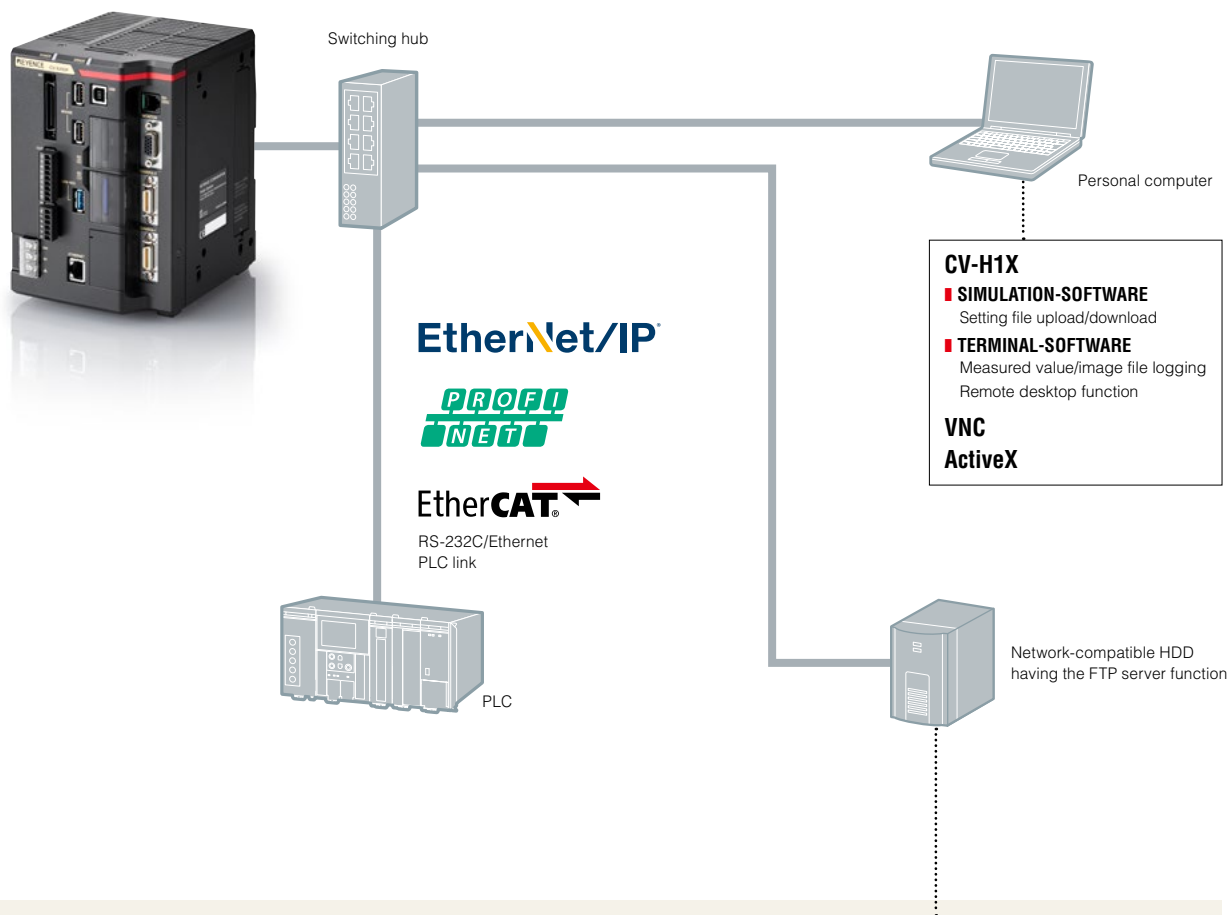 Switching hub
KEYENCE
Personal computer
CV-H1X
SIMULATION-SOFTWARE
Setting file upload/download
TERMINAL-SOFTWARE
Measured value/image file logging
Remote desktop function
VNC
ActiveX
EtherNet/IP
PROFI
NET
EtherCAT®
RS-232C/Ethernet
PLC link
PLC
Network-compatible HDD
having the FTP server function